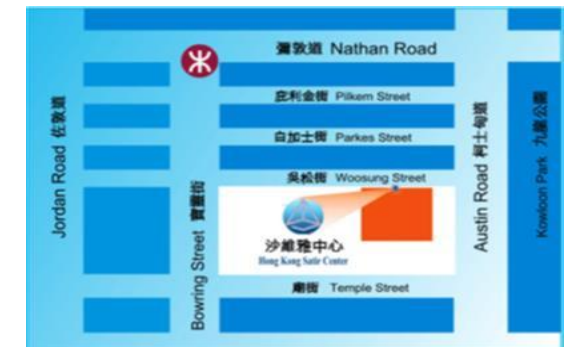 彌敦道 Nathan Road
庇利金街 Pilkem Street
白加士街 Parkes Street
吳松街 Woosung Street
沙維雅中心
Hong Kong Satir Center
廟街 Temple Street
Jordan Road 佐敦道
Bowring Street 寶靈街
Austin Road 柯士甸道
Kowloon Park 九龍公園